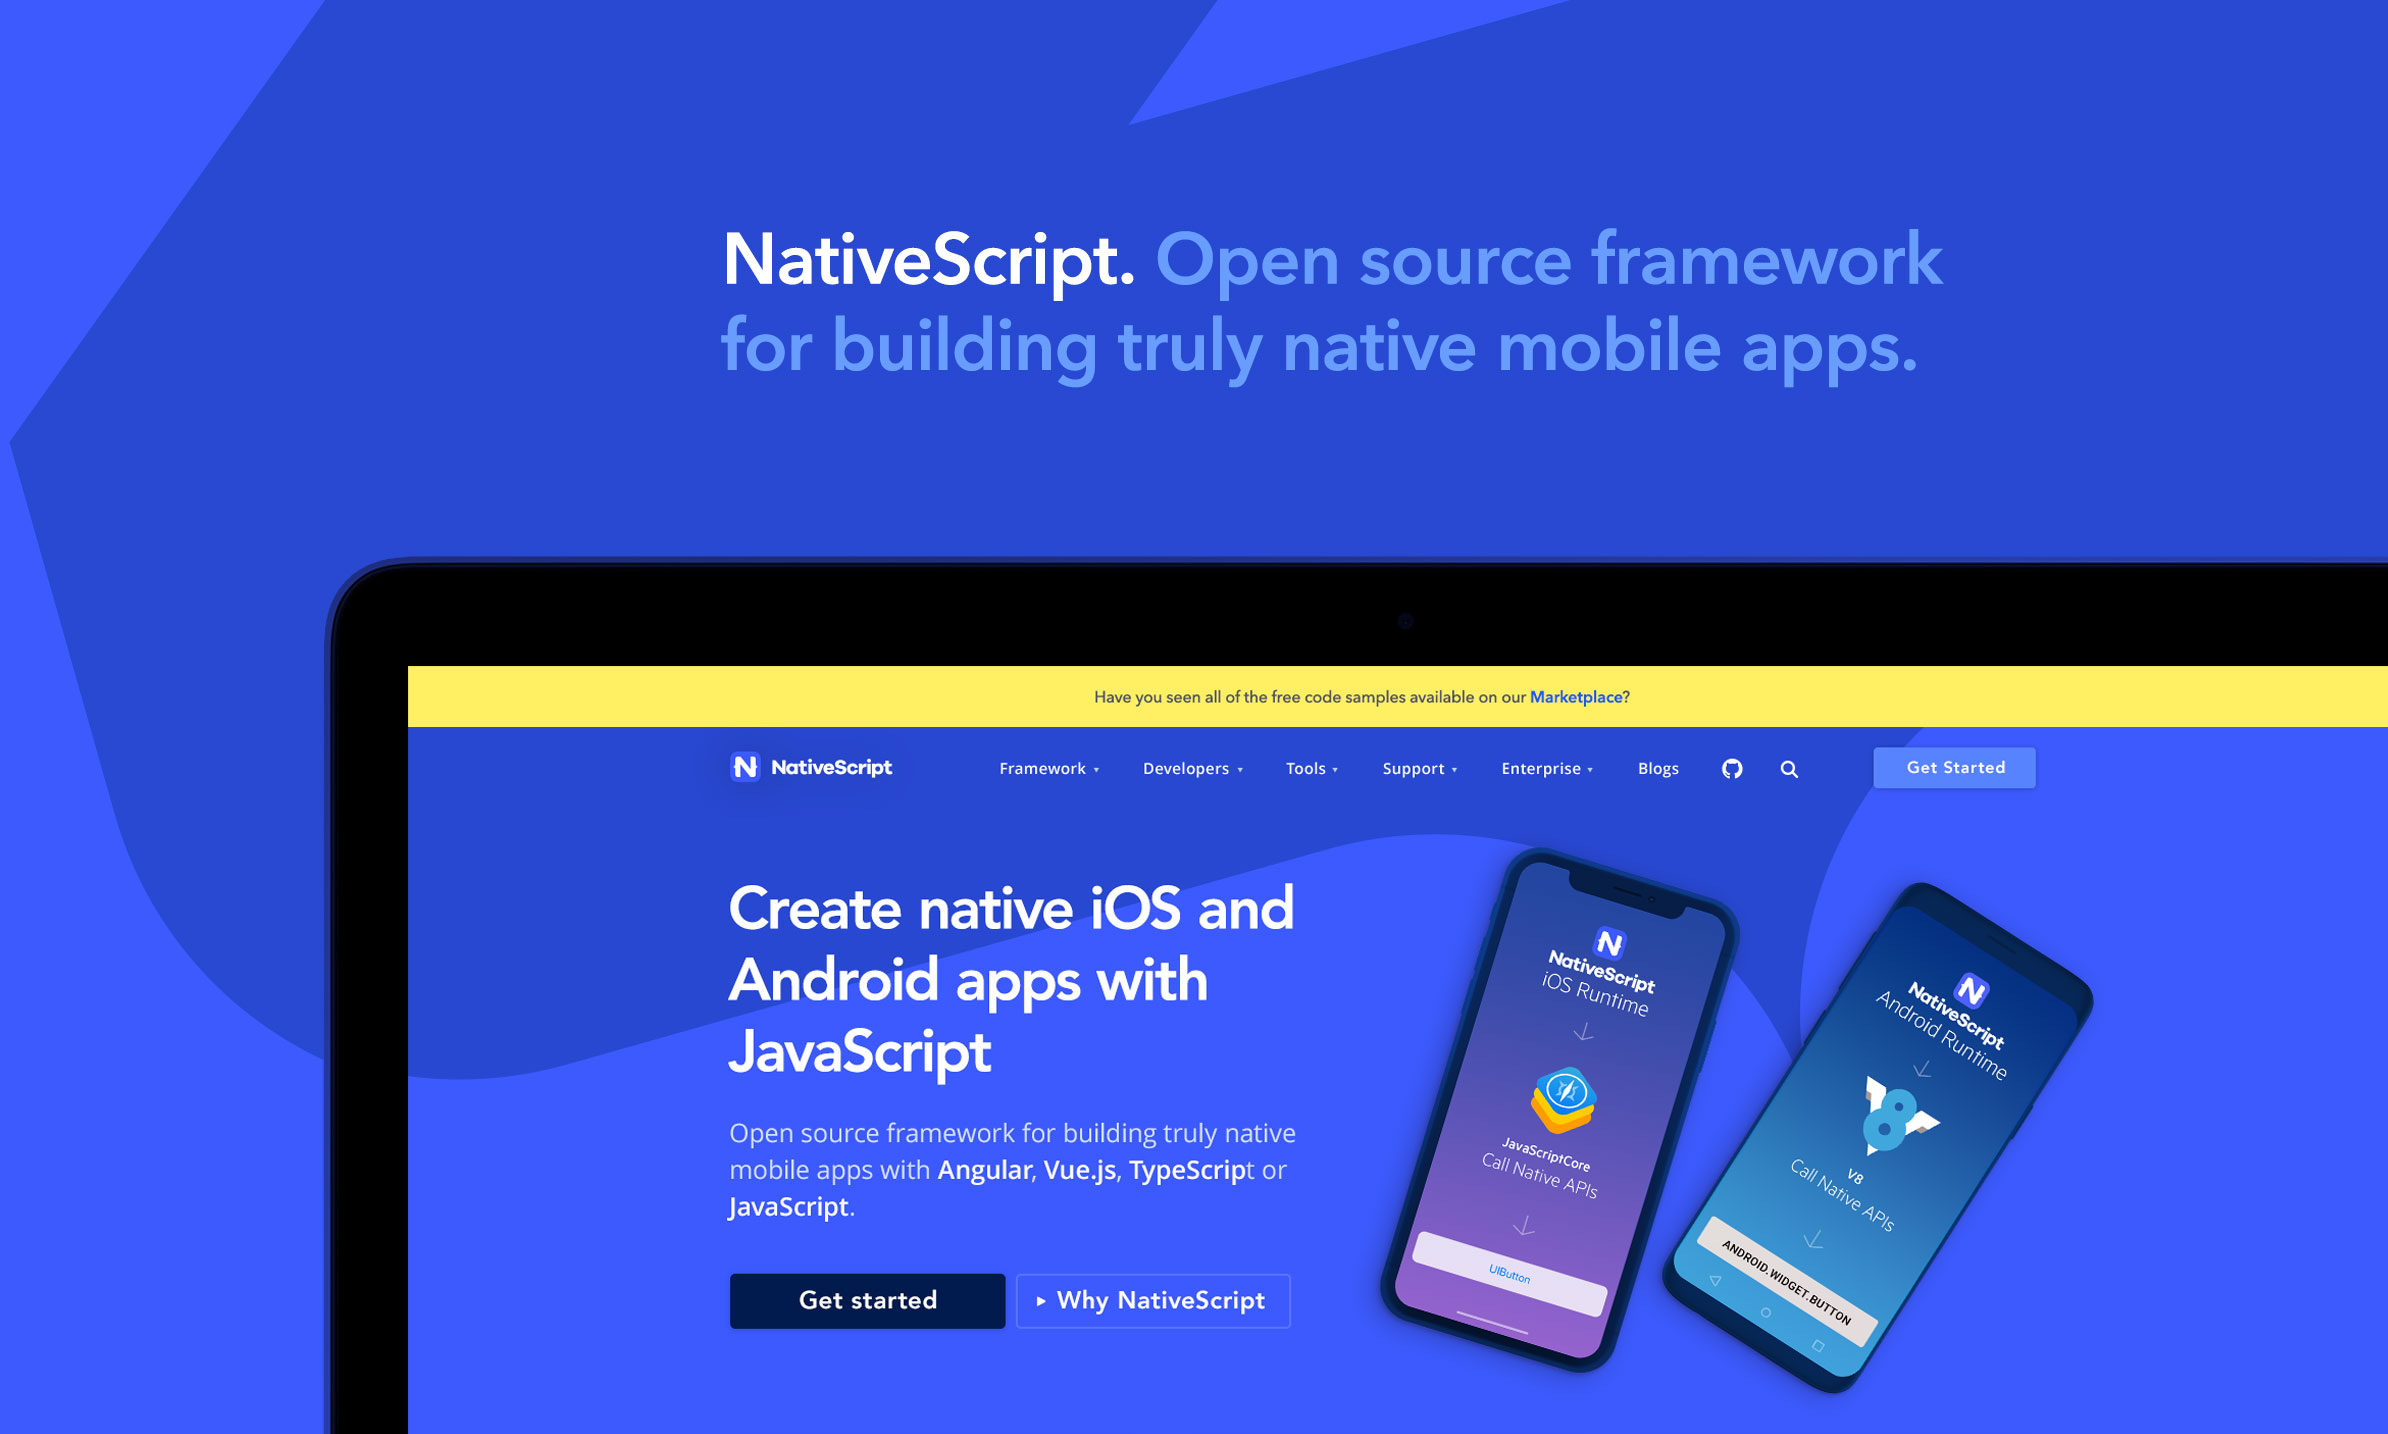 NativeScript. Open source framework
for building truly native mobile apps.
Have you seen all of the free code samples available on our Marketplace?
N NativeScript Framework Developers Tools Support Enterprise Blogs Get Started
Create native iOS and
Android apps with
JavaScript
Open source framework for building truly native
mobile apps with Angular, Vue.js, TypeScript or
JavaScript.
Get started
Why NativeScript
N
NativeScript
iOS Runtime
JavaScriptCore
Call Native APIs
UIButton
N
NativeScript
Android Runtime
V8
V8
Call Native APIs
ANDROID.WIDGET.BUTTON